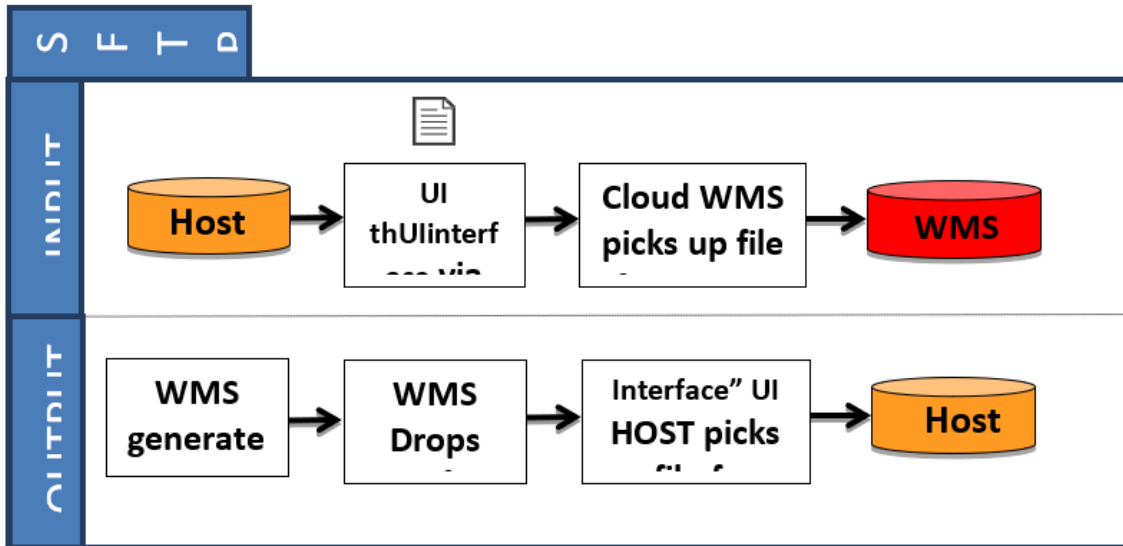 SFTP
INPUT
Host
UI
thUIinterf
via
Cloud WMS
picks up file
WMS
OUTPUT
WMS
generate
WMS
Drops
Interface” UI
HOST picks
Host